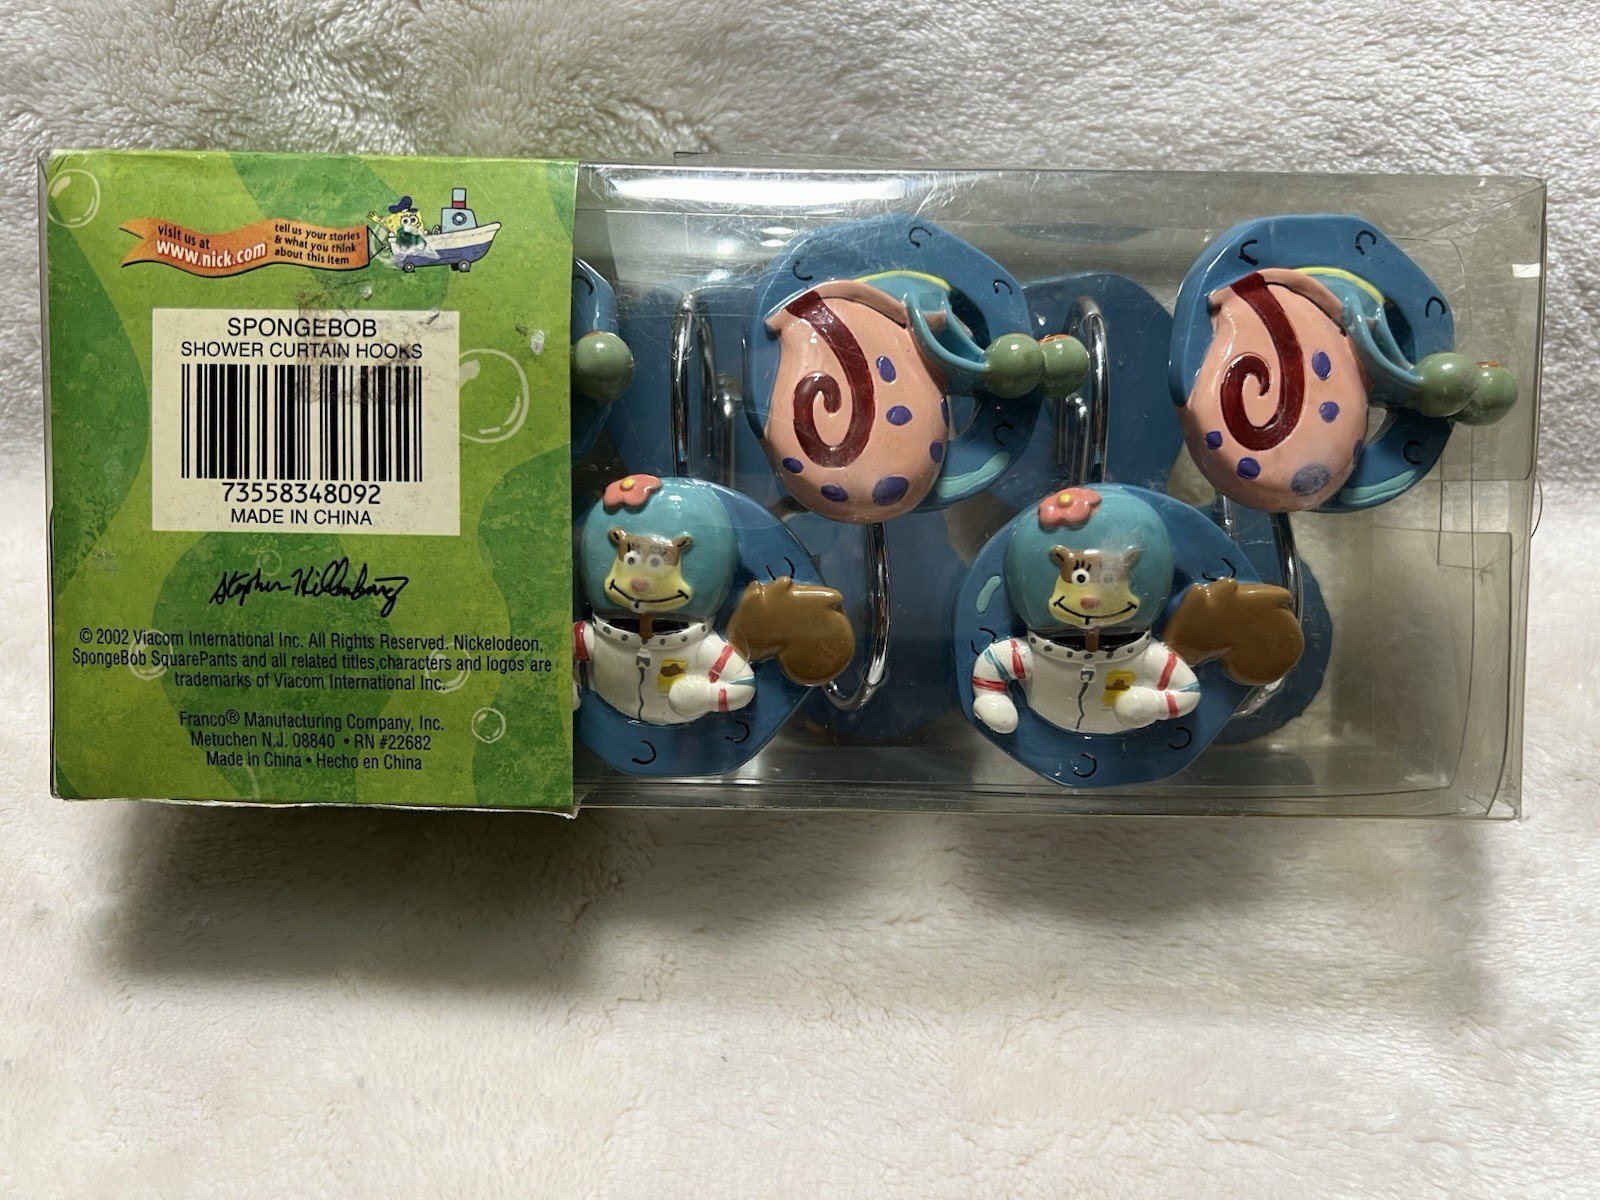 visit us at
www.nick.com
tell us your stories
& what you think
about this item
SPONGEBOB
SHOWER CURTAIN HOOKS
73558348092
MADE IN CHINA
Stephen Hillenburg
© 2002 Viacom International Inc. All Rights Reserved. Nickelodeon,
SpongeBob SquarePants and all related titles,characters and logos are
trademarks of Viacom International Inc.
Franco® Manufacturing Company, Inc.
Metuchen N.J. 08840 • RN #22682
Made in China • Hecho en China